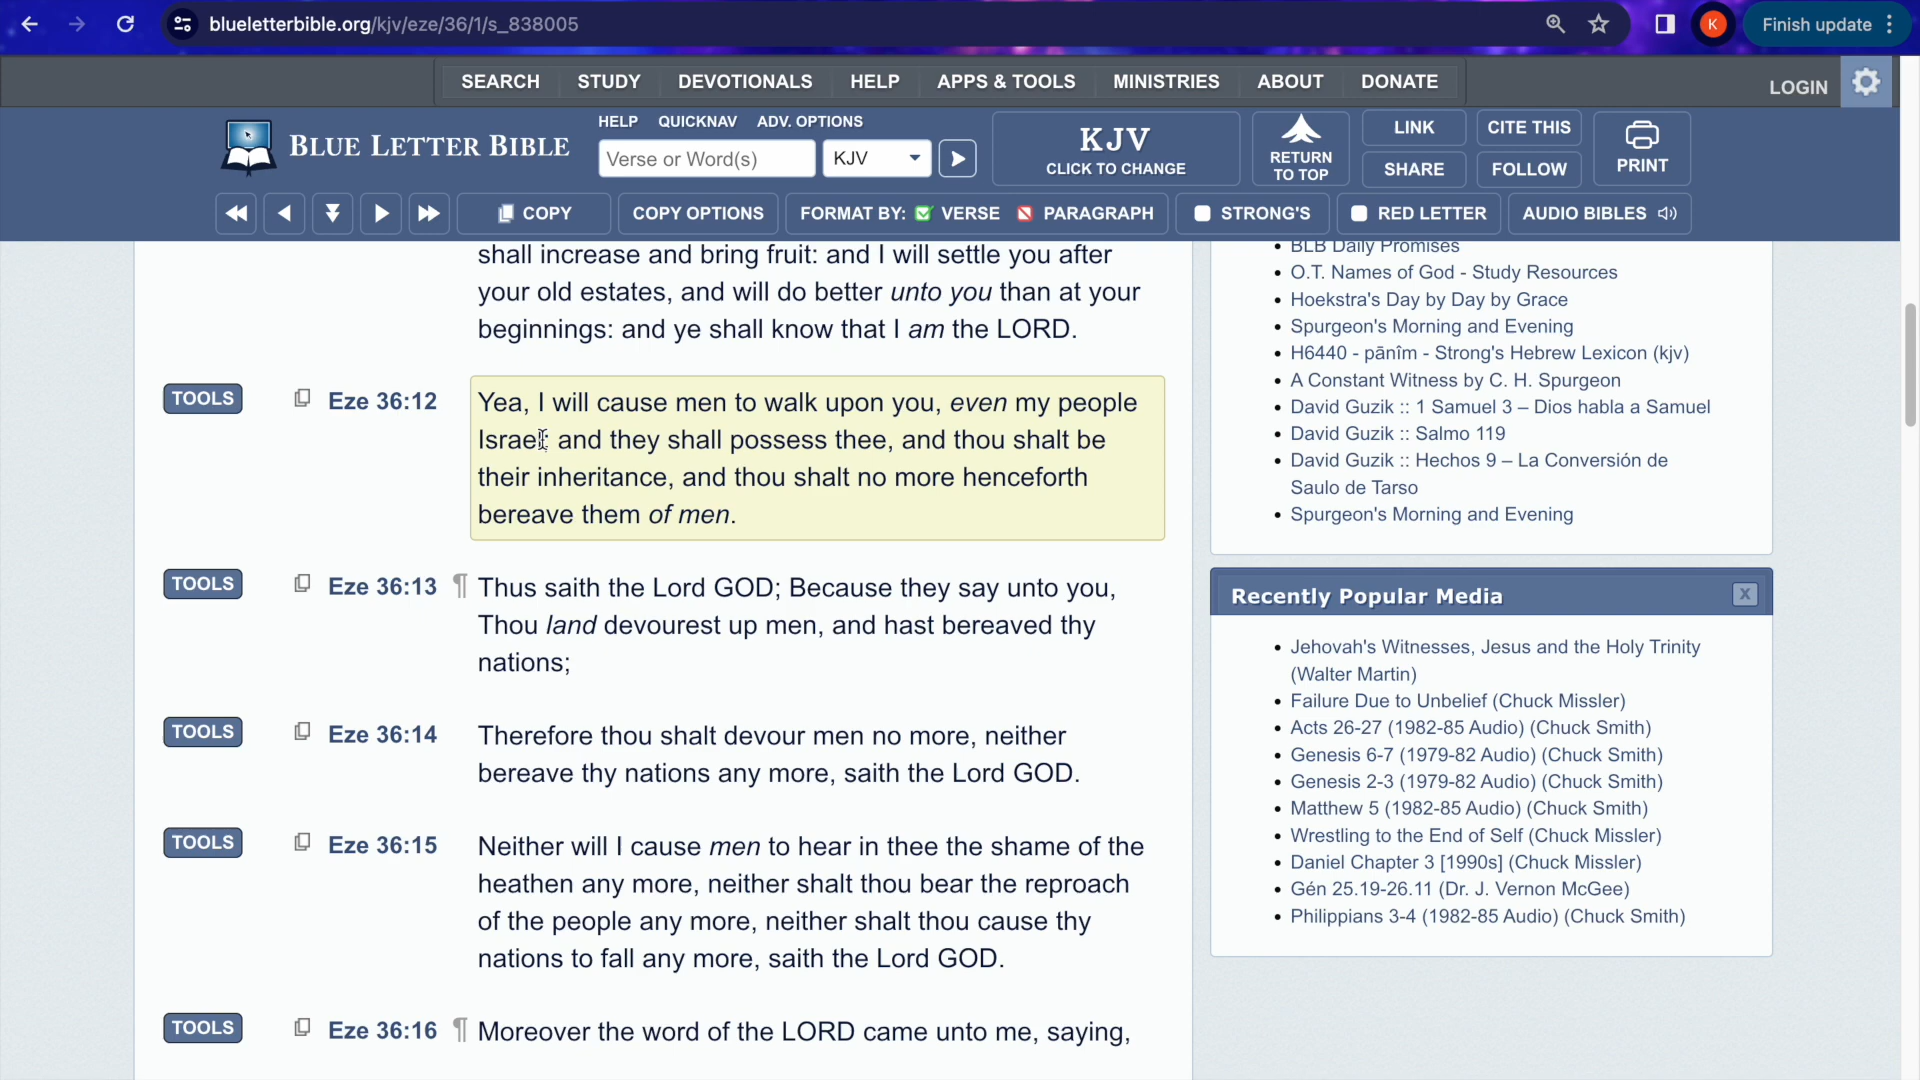 blueletterbible.org/kjv/eze/36/1/s_838005
K
Finish update
SEARCH
STUDY
DEVOTIONALS
HELP
APPS & TOOLS
MINISTRIES
ABOUT
DONATE
LOGIN
BLUE LETTER BIBLE
HELP
QUICKNAV
ADV. OPTIONS
Verse or Word(s)
KJV
KJV
CLICK TO CHANGE
RETURN
TO TOP
LINK
CITE THIS
SHARE
FOLLOW
PRINT
COPY
COPY OPTIONS
FORMAT BY:
VERSE
PARAGRAPH
STRONG'S
RED LETTER
AUDIO BIBLES
shall increase and bring fruit: and I will settle you after
your old estates, and will do better unto you than at your
beginnings: and ye shall know that I am the LORD.
TOOLS
Eze 36:12
Yea, I will cause men to walk upon you, even my people
Israel; and they shall possess thee, and thou shalt be
their inheritance, and thou shalt no more henceforth
bereave them of men.
TOOLS
Eze 36:13
¶ Thus saith the Lord GOD; Because they say unto you,
Thou land devourest up men, and hast bereaved thy
nations;
TOOLS
Eze 36:14
Therefore thou shalt devour men no more, neither
bereave thy nations any more, saith the Lord GOD.
TOOLS
Eze 36:15
Neither will I cause men to hear in thee the shame of the
heathen any more, neither shalt thou bear the reproach
of the people any more, neither shalt thou cause thy
nations to fall any more, saith the Lord GOD.
TOOLS
Eze 36:16
¶ Moreover the word of the LORD came unto me, saying,
BLB Daily Promises
O.T. Names of God - Study Resources
Hoekstra's Day by Day by Grace
Spurgeon's Morning and Evening
H6440 - pānîm - Strong's Hebrew Lexicon (kjv)
A Constant Witness by C. H. Spurgeon
David Guzik :: 1 Samuel 3 – Dios habla a Samuel
David Guzik :: Salmo 119
David Guzik :: Hechos 9 – La Conversión de
Saulo de Tarso
Spurgeon's Morning and Evening
Recently Popular Media
X
Jehovah's Witnesses, Jesus and the Holy Trinity
(Walter Martin)
Failure Due to Unbelief (Chuck Missler)
Acts 26-27 (1982-85 Audio) (Chuck Smith)
Genesis 6-7 (1979-82 Audio) (Chuck Smith)
Genesis 2-3 (1979-82 Audio) (Chuck Smith)
Matthew 5 (1982-85 Audio) (Chuck Smith)
Wrestling to the End of Self (Chuck Missler)
Daniel Chapter 3 [1990s] (Chuck Missler)
Gén 25.19-26.11 (Dr. J. Vernon McGee)
Philippians 3-4 (1982-85 Audio) (Chuck Smith)